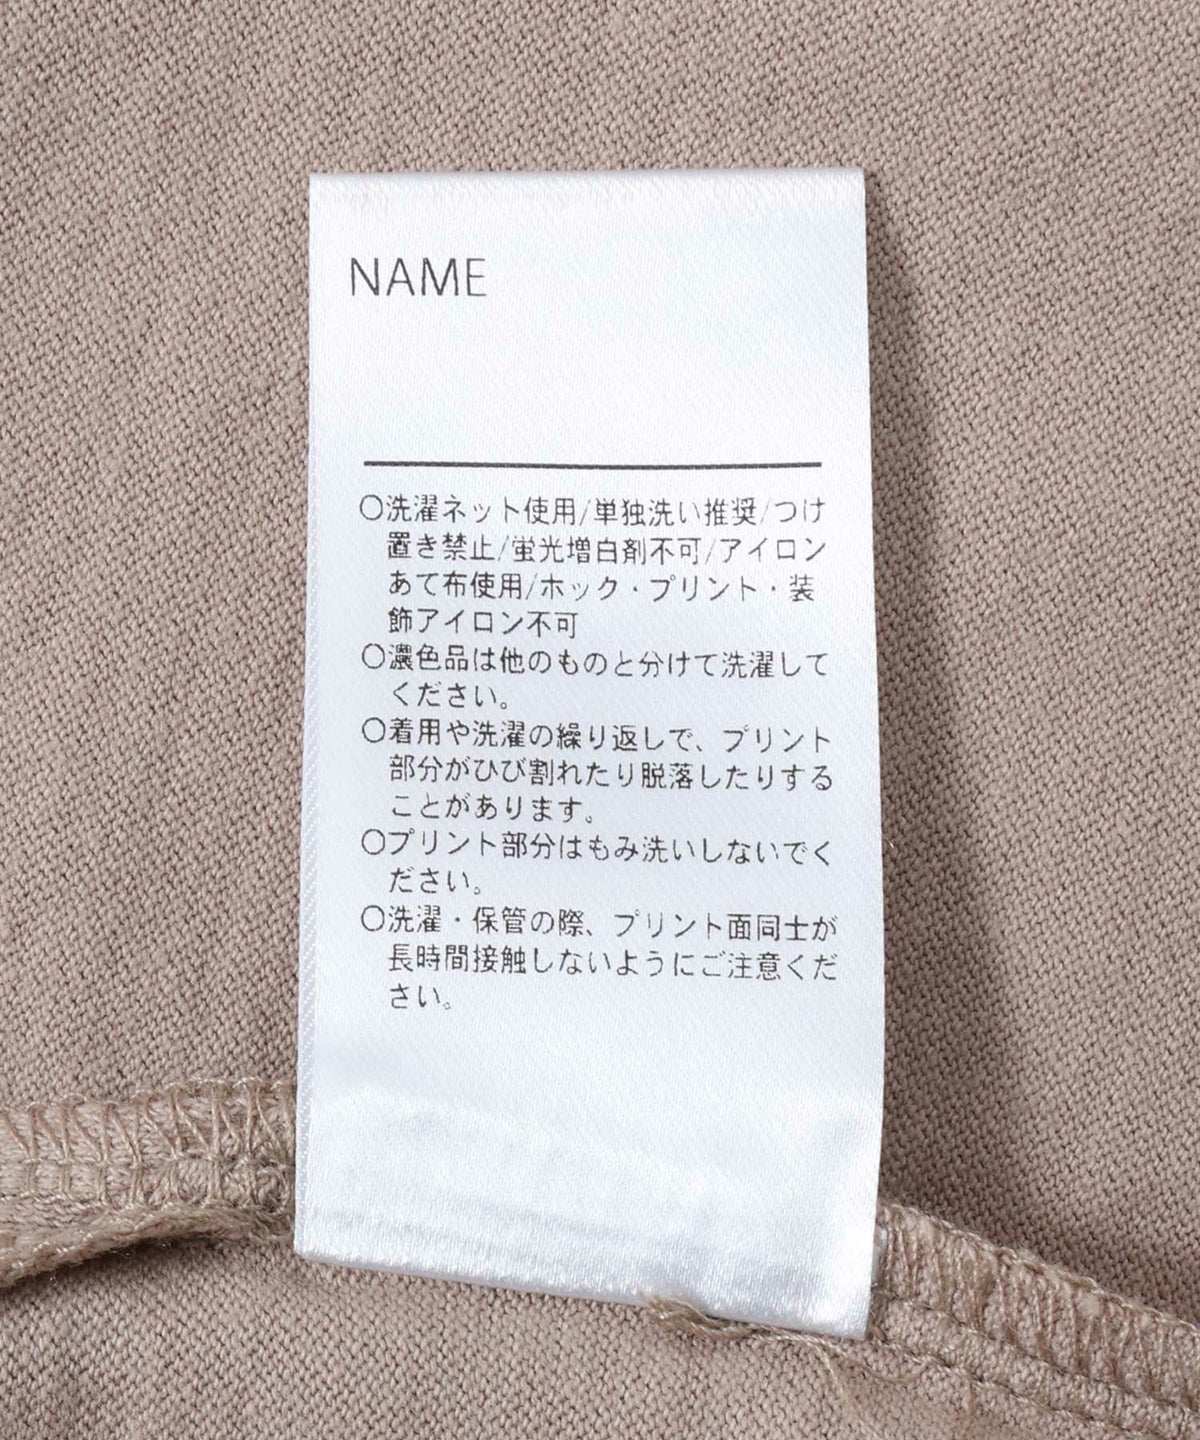 NAME
○洗濯ネット使用/単独洗い推奨/つけ
置き禁止/蛍光増白剤不可/アイロン
あて布使用/ホック・プリント・装
飾アイロン不可
○濃色品は他のものと分けて洗濯して
ください。
○着用や洗濯の繰り返しで、プリント
部分がひび割れたり脱落したりする
ことがあります。
○プリント部分はもみ洗いしないでく
ださい。
○洗濯・保管の際、プリント面同士が
長時間接触しないようにご注意くだ
さい。